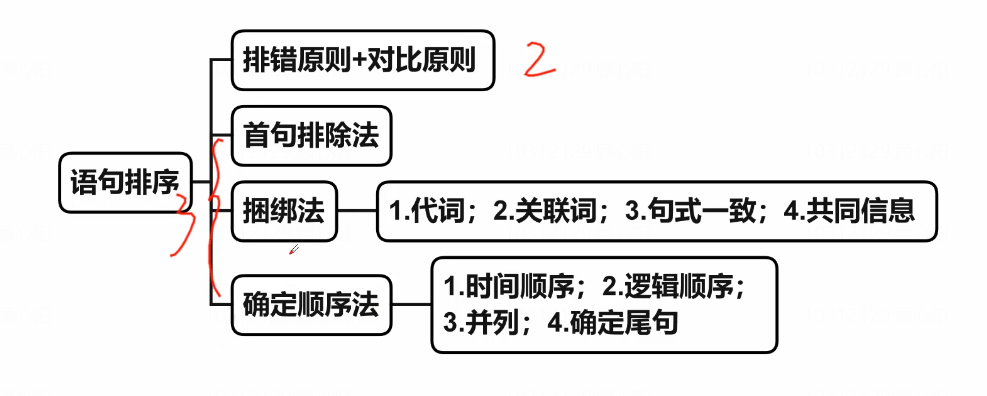 排错原则+对比原则
2
首句排除法
语句排序
3
捆绑法
1.代词；2.关联词；3.句式一致；4.共同信息
确定顺序法
1.时间顺序；2.逻辑顺序；
3.并列；4.确定尾句